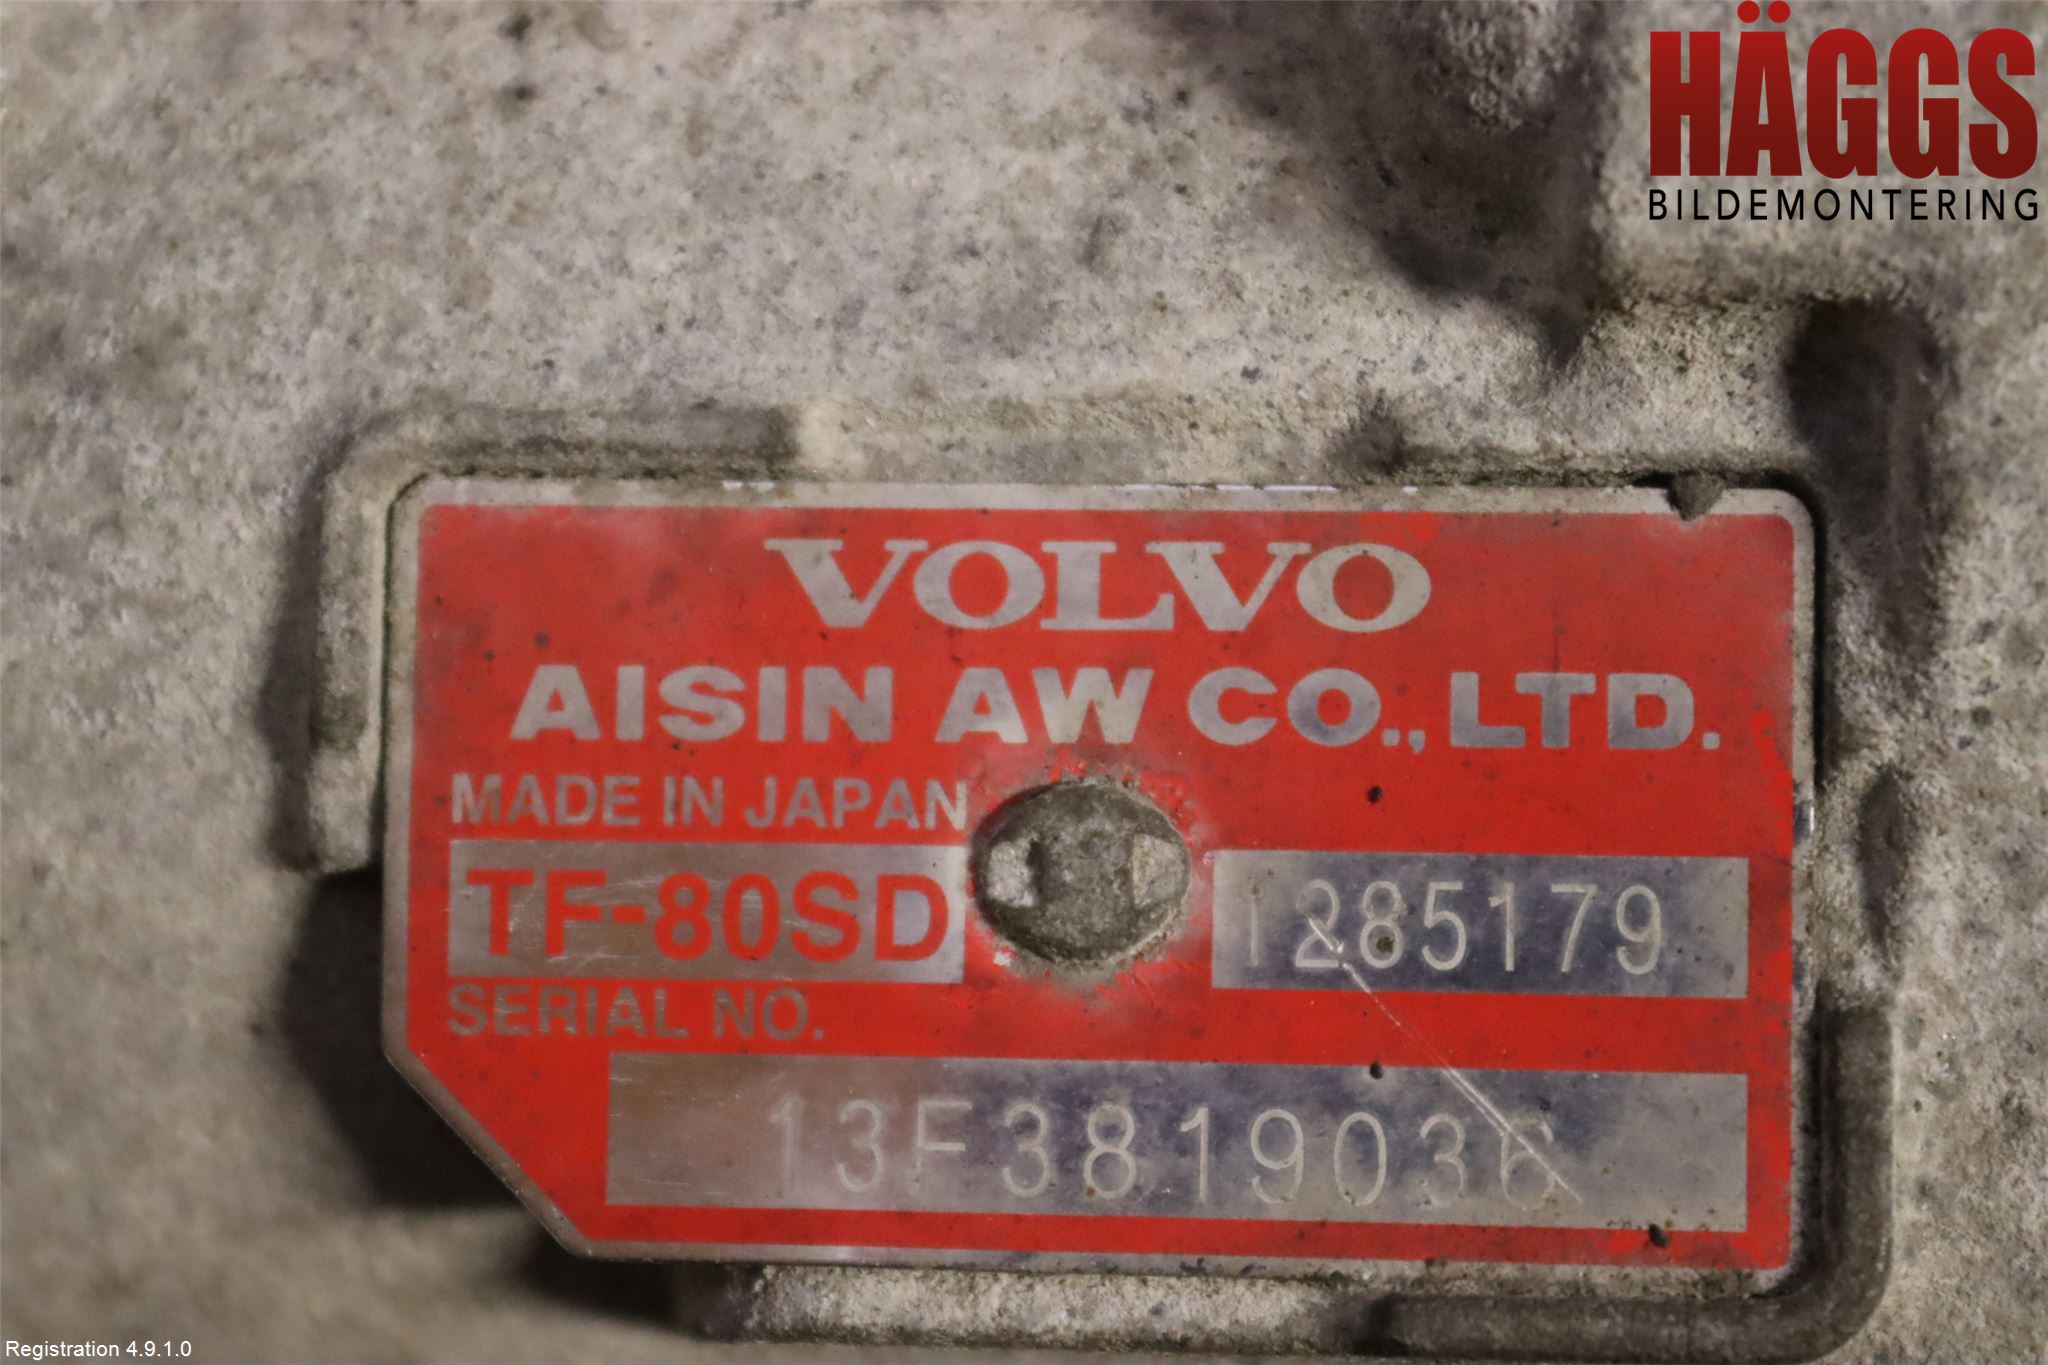 HÄGGS
BILDEMONTERING
VOLVO
AISIN AW CO., LTD.
MADE IN JAPAN
TF-80SD 1285179
SERIAL NO.
13F3819036
Registration 4.9.1.0